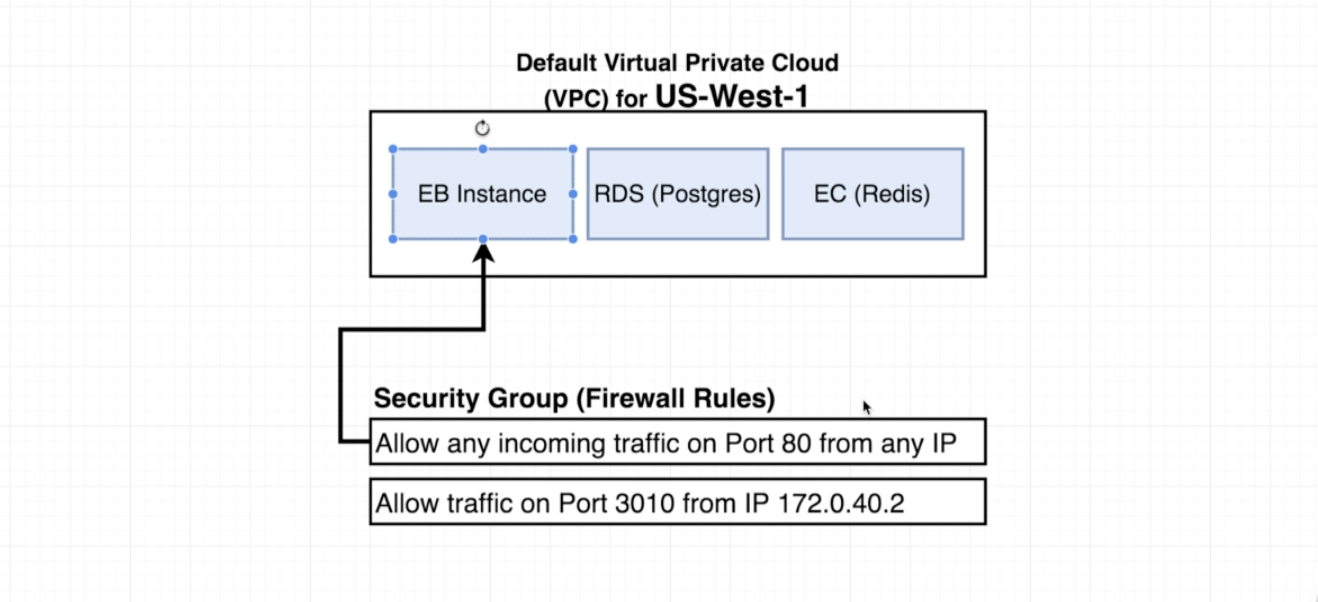 Default Virtual Private Cloud
(VPC) for US-West-1
EB Instance
RDS (Postgres)
EC (Redis)
Security Group (Firewall Rules)
Allow any incoming traffic on Port 80 from any IP
Allow traffic on Port 3010 from IP 172.0.40.2